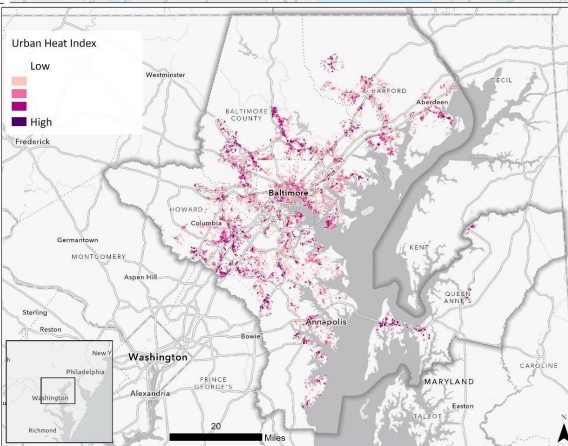 Urban Heat Index
Low
High
Westminster
CECIL
HARFORD
Aberdeen
BALTIMORE
COUNTY
Frederick
Baltimore
HOWARD
Columbia
Germantown
MONTGOMERY
KENT
Aspen Hill
QUEEN
ANNE'S
Sterling
Reston
Bowie
Annapolis
Washington
CAROLINE
PRINCE
GEORGE'S
MARYLAND
Alexandria
Easton
TALBOT
h
New Y
Philadelphia
Washington
Richmond
20
Miles
N